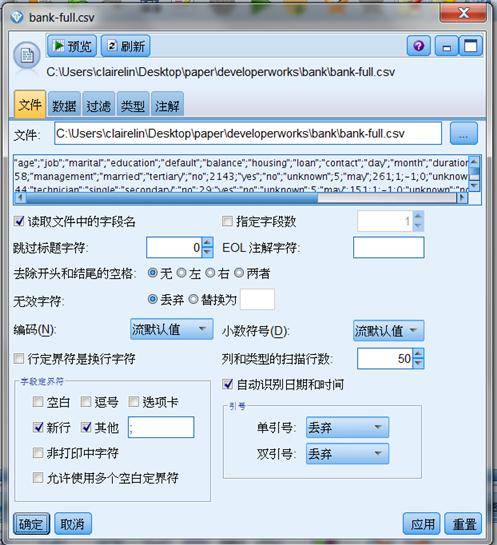 bank-full.csv
预览 2 刷新
C:\Users\clairelin\Desktop\paper\developerworks\bank\bank-full.csv
文件 数据 过滤 类型 注解
文件: C:\Users\clairelin\Desktop\paper\developerworks\bank\bank-full.csv ...
"age";"job";"marital";"education";"default";"balance";"housing";"loan";"contact";"day";"month";"duration
58;"management";"married";"tertiary";"no";2143;"yes";"no";"unknown";5;"may";261;1;-1;0;"unknown
44;"technician";"single";"secondary";"no";29;"yes";"no";"unknown";5;"may";151;1;-1;0;"unknown";"no
读取文件中的字段名 指定字段数 1
跳过标题字符: 0 EOL 注解字符:
去除开头和结尾的空格: 无 左 右 两者
无效字符: 丢弃 替换为
编码(N): 流默认值 小数符号(D): 流默认值
行定界符是换行字符 列和类型的扫描行数: 50
字段定界符 自动识别日期和时间
空白 逗号 选项卡 引号
新行 其他 ; 单引号: 丢弃
非打印中字符 双引号: 丢弃
允许使用多个空白定界符
确定 取消 应用 重置